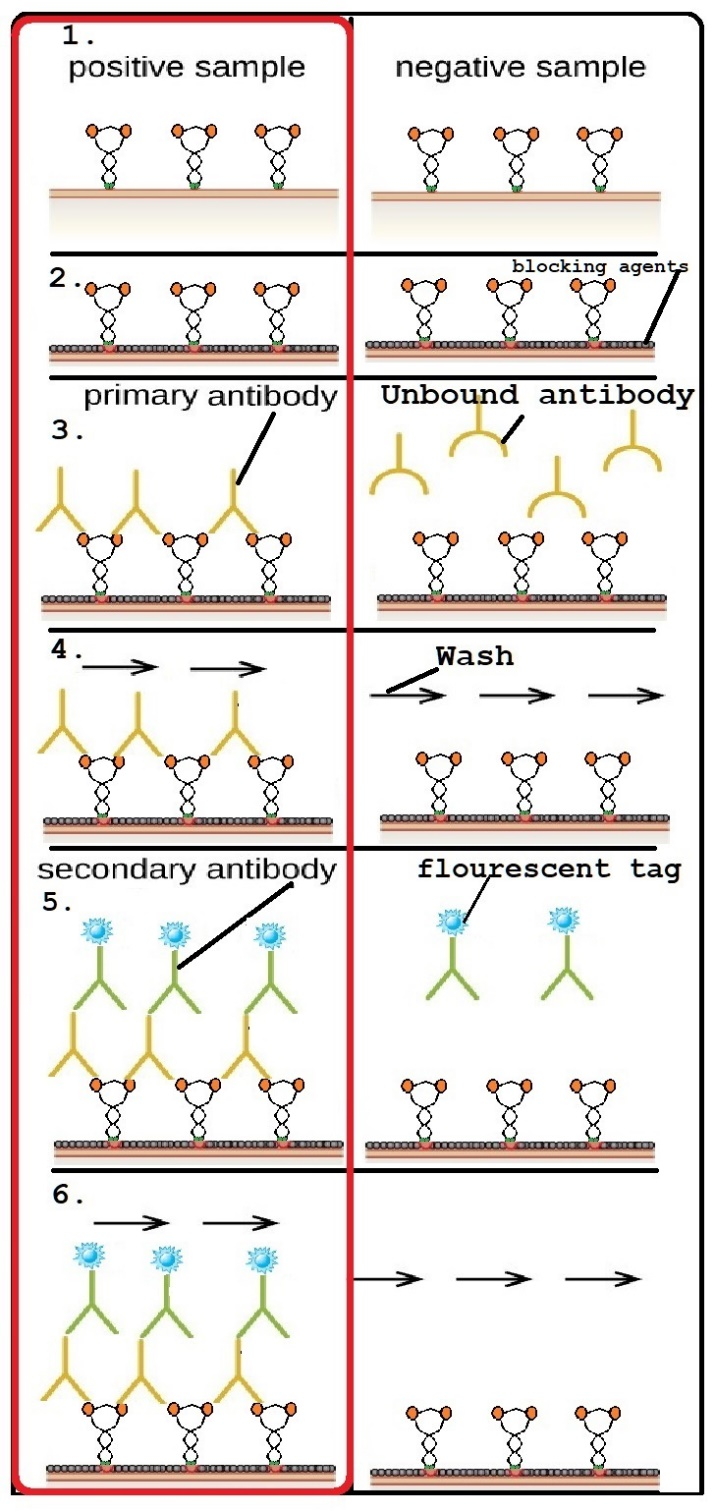 1.
positive sample
negative sample
2.
blocking agents
primary antibody
Unbound antibody
3.
4.
Wash
secondary antibody
flourescent tag
5.
6.